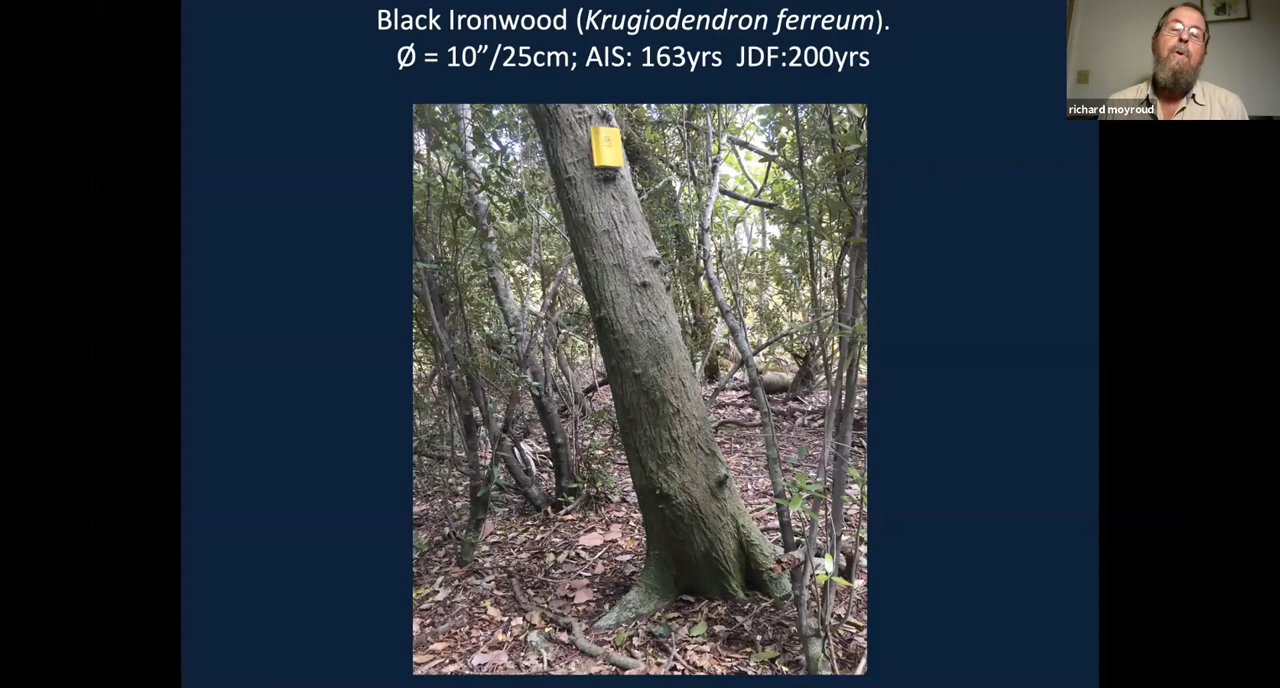 Black Ironwood (Krugiodendron ferreum).
Ø = 10”/25cm; AIS: 163yrs JDF:200yrs
richard moyroud